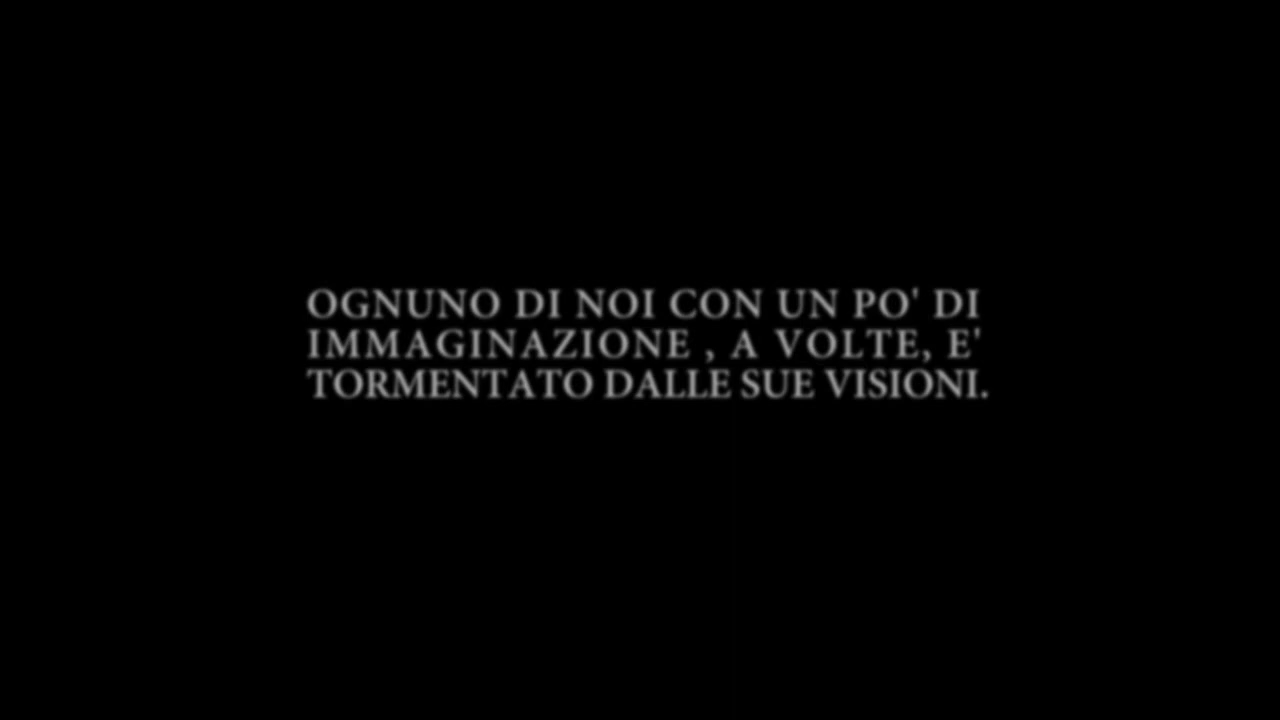 OGNUNO DI NOI CON UN PO' DI
IMMAGINAZIONE , A VOLTE, E'
TORMENTATO DALLE SUE VISIONI.